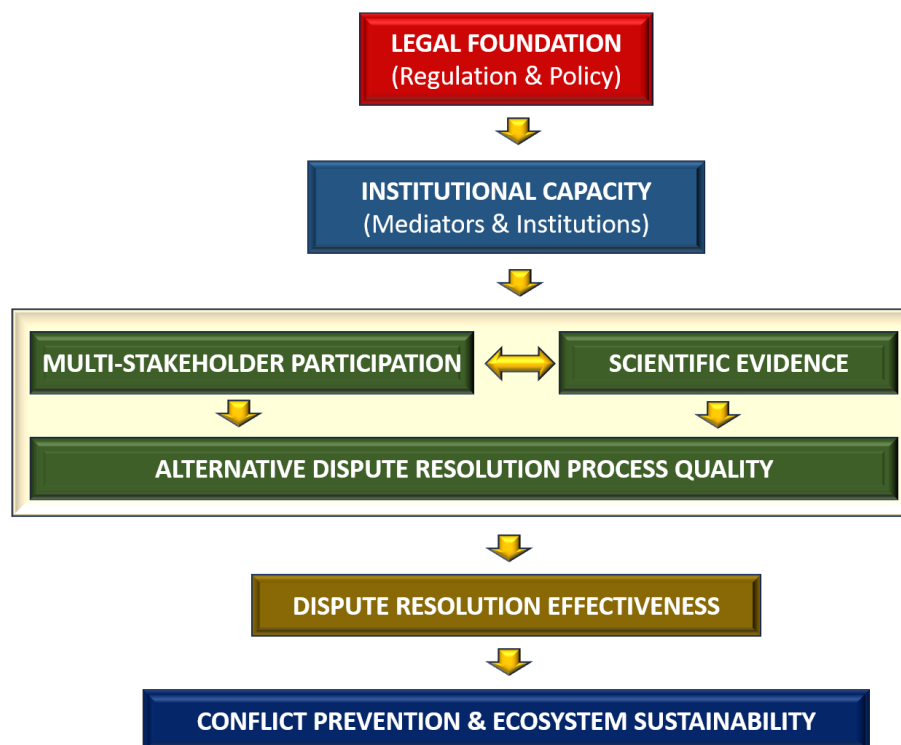 LEGAL FOUNDATION
(Regulation & Policy)
INSTITUTIONAL CAPACITY
(Mediators & Institutions)
MULTI-STAKEHOLDER PARTICIPATION
SCIENTIFIC EVIDENCE
ALTERNATIVE DISPUTE RESOLUTION PROCESS QUALITY
DISPUTE RESOLUTION EFFECTIVENESS
CONFLICT PREVENTION & ECOSYSTEM SUSTAINABILITY